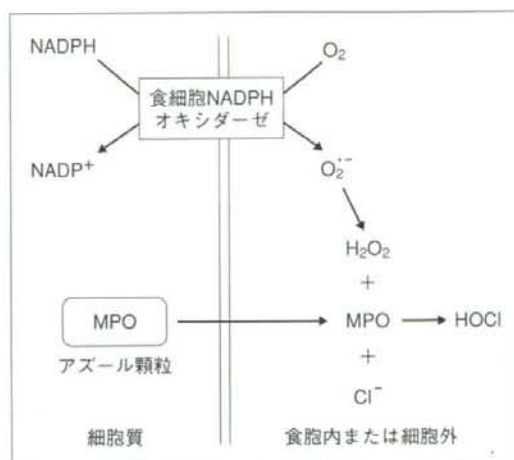 NADPH
O₂
食細胞NADPH
オキシダーゼ
NADP⁺
O₂·⁻
H₂O₂
+
MPO
MPO
HOCl
アズール顆粒
+
Cl⁻
細胞質
食胞内または細胞外